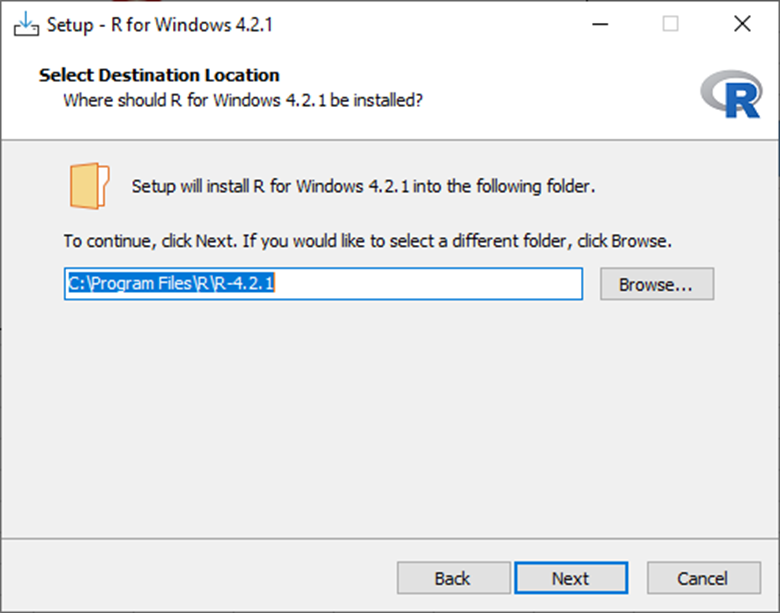 Setup - R for Windows 4.2.1
Select Destination Location
Where should R for Windows 4.2.1 be installed?
R
Setup will install R for Windows 4.2.1 into the following folder.
To continue, click Next. If you would like to select a different folder, click Browse.
C:\Program Files\R\R-4.2.1
Browse...
Back
Next
Cancel